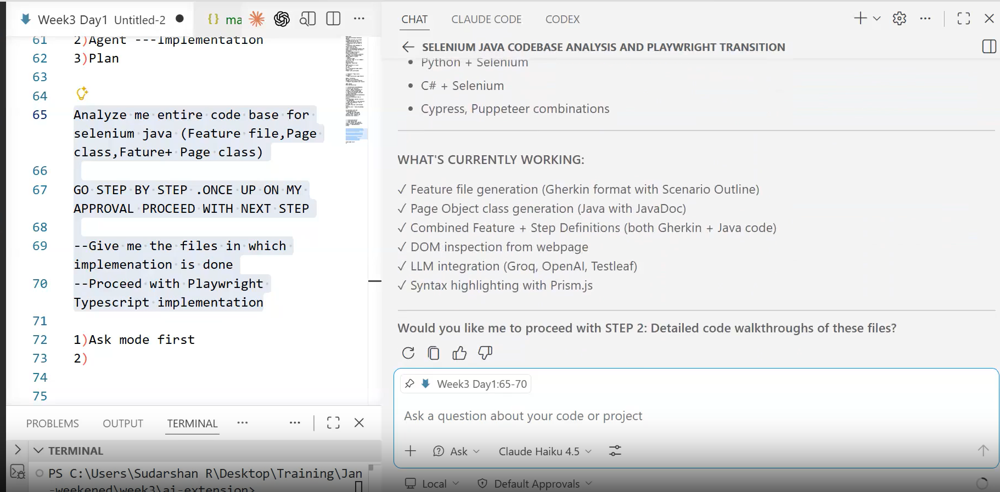 Week3 Day1 Untitled-2
{} ma
61 2)Agent ---Implementation
62 3)Plan
63
64
65 Analyze me entire code base for
selenium java (Feature file,Page
class,Fature+ Page class)
66
67 GO STEP BY STEP .ONCE UP ON MY
APPROVAL PROCEED WITH NEXT STEP
68
69 --Give me the files in which
implemenation is done
70 --Proceed with Playwright
Typescript implementation
71
72 1)Ask mode first
73 2)
74
75
PROBLEMS OUTPUT TERMINAL
TERMINAL
PS C:\Users\Sudarshan R\Desktop\Training\Jan
-weekened\week3\ai-extension>
CHAT CLAUDE CODE CODEX
SELENIUM JAVA CODEBASE ANALYSIS AND PLAYWRIGHT TRANSITION
• Python + Selenium
• C# + Selenium
• Cypress, Puppeteer combinations
WHAT'S CURRENTLY WORKING:
✓ Feature file generation (Gherkin format with Scenario Outline)
✓ Page Object class generation (Java with JavaDoc)
✓ Combined Feature + Step Definitions (both Gherkin + Java code)
✓ DOM inspection from webpage
✓ LLM integration (Groq, OpenAI, Testleaf)
✓ Syntax highlighting with Prism.js
Would you like me to proceed with STEP 2: Detailed code walkthroughs of these files?
Week3 Day1:65-70
Ask a question about your code or project
Ask Claude Haiku 4.5
Local Default Approvals